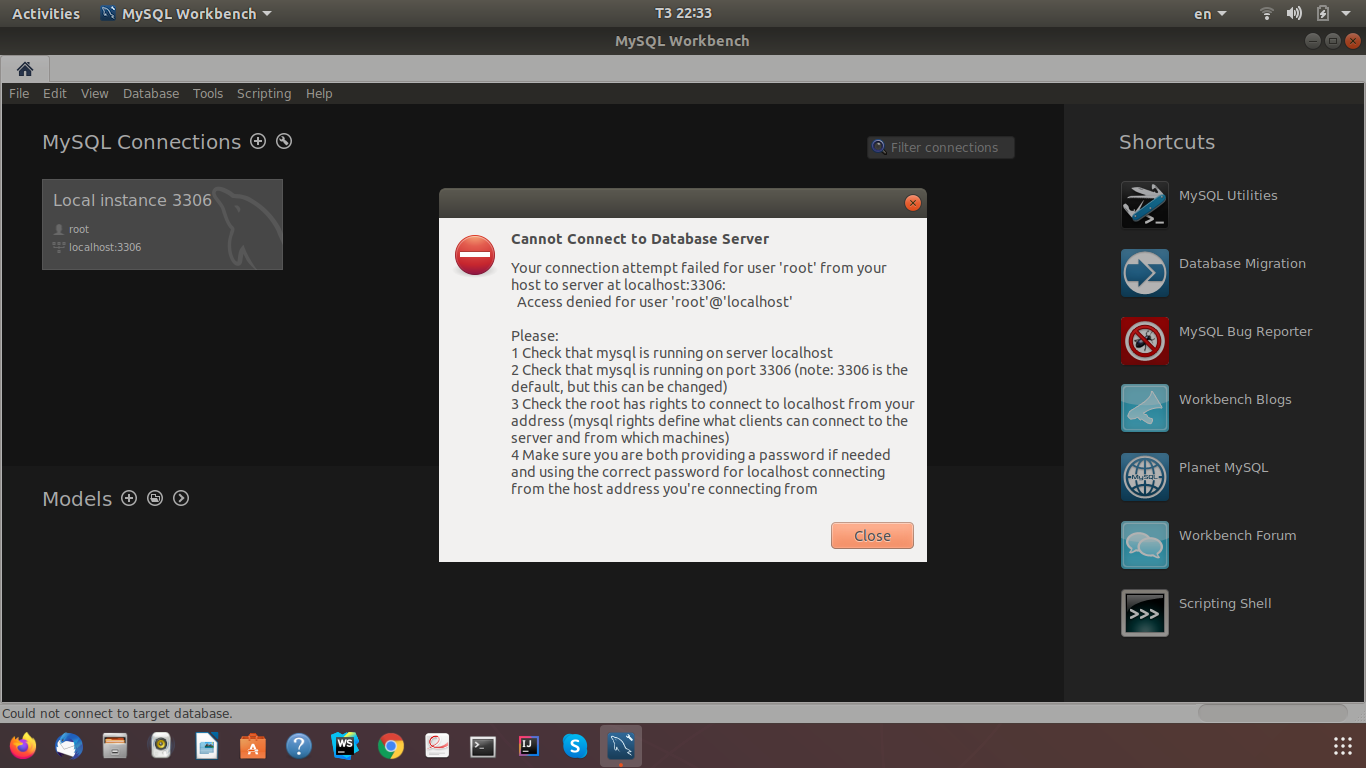 Activities
MySQL Workbench
T3 22:33
en
MySQL Workbench
File Edit View Database Tools Scripting Help
MySQL Connections
Filter connections
Local instance 3306
root
localhost:3306
Models
Cannot Connect to Database Server
Your connection attempt failed for user 'root' from your
host to server at localhost:3306:
Access denied for user 'root'@'localhost'
Please:
1 Check that mysql is running on server localhost
2 Check that mysql is running on port 3306 (note: 3306 is the
default, but this can be changed)
3 Check the root has rights to connect to localhost from your
address (mysql rights define what clients can connect to the
server and from which machines)
4 Make sure you are both providing a password if needed
and using the correct password for localhost connecting
from the host address you're connecting from
Close
Shortcuts
MySQL Utilities
Database Migration
MySQL Bug Reporter
Workbench Blogs
MySQL
Planet MySQL
Workbench Forum
>>>
Scripting Shell
Could not connect to target database.
A
?
WS
>_
IJ
S